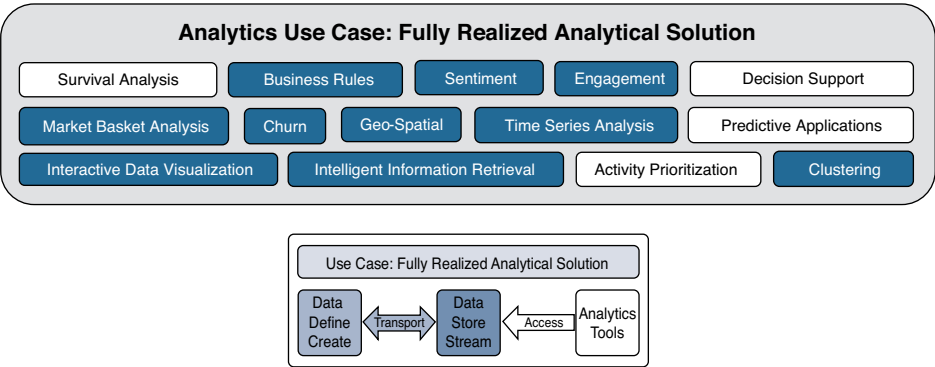 Analytics Use Case: Fully Realized Analytical Solution
Survival Analysis
Business Rules
Sentiment
Engagement
Decision Support
Market Basket Analysis
Churn
Geo-Spatial
Time Series Analysis
Predictive Applications
Interactive Data Visualization
Intelligent Information Retrieval
Activity Prioritization
Clustering
Use Case: Fully Realized Analytical Solution
Data
Define
Create
Transport
Data
Store
Stream
Access
Analytics
Tools